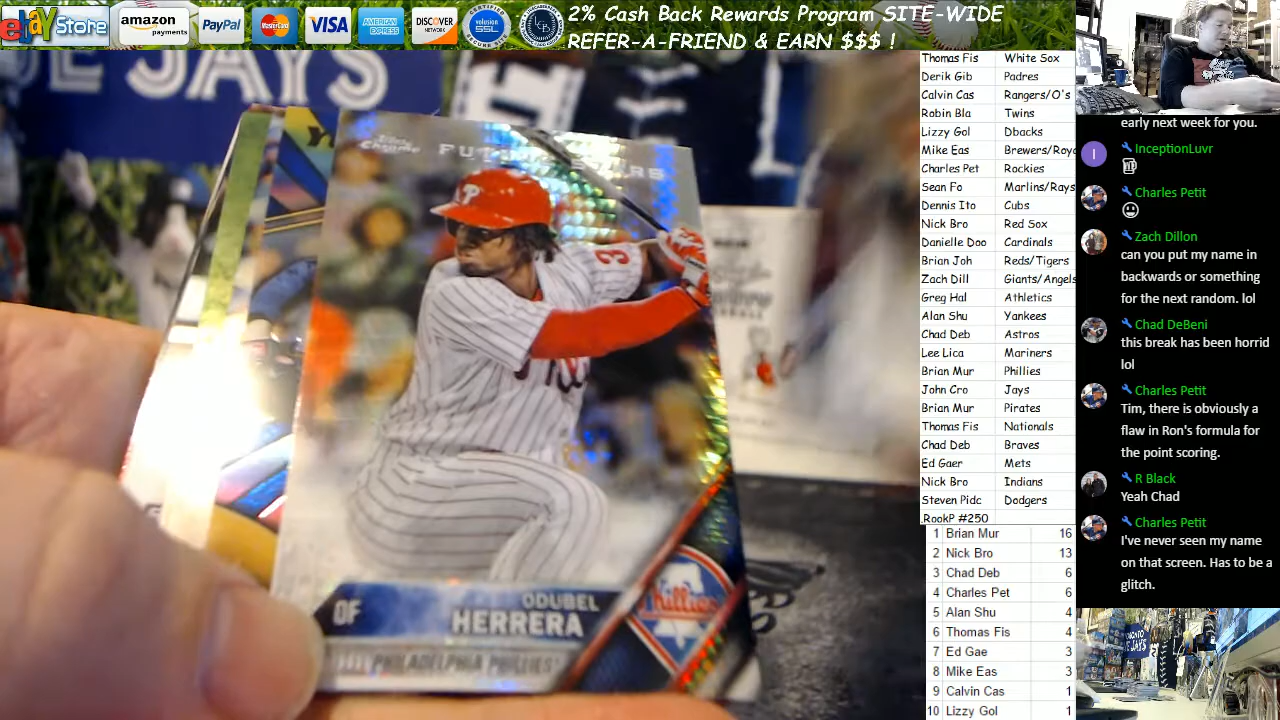 ebay Store
amazon payments
PayPal
MasterCard
VISA
AMERICAN EXPRESS
DISCOVER NETWORK
SSL
2% Cash Back Rewards Program SITE-WIDE
REFER-A-FRIEND & EARN $$$ !
Thomas Fis White Sox
Derik Gib Padres
Calvin Cas Rangers/O's
Robin Bla Twins
Lizzy Gol Dbacks
Mike Eas Brewers/Roya
Charles Pet Rockies
Sean Fo Marlins/Rays
Dennis Ito Cubs
Nick Bro Red Sox
Danielle Doo Cardinals
Brian Joh Reds/Tigers
Zach Dill Giants/Angels
Greg Hal Athletics
Alan Shu Yankees
Chad Deb Astros
Lee Lica Mariners
Brian Mur Phillies
John Cro Jays
Brian Mur Pirates
Thomas Fis Nationals
Chad Deb Braves
Ed Gaer Mets
Nick Bro Indians
Steven Pidc Dodgers
RookP #250
1 Brian Mur 16
2 Nick Bro 13
3 Chad Deb 6
4 Charles Pet 6
5 Alan Shu 4
6 Thomas Fis 4
7 Ed Gae 3
8 Mike Eas 3
9 Calvin Cas 1
10 Lizzy Gol 1
early next week for you.
I InceptionLuvr
Charles Petit
Zach Dillon
can you put my name in
backwards or something
for the next random. lol
Chad DeBeni
this break has been horrid
lol
Charles Petit
Tim, there is obviously a
flaw in Ron's formula for
the point scoring.
R Black
Yeah Chad
Charles Petit
I've never seen my name
on that screen. Has to be a
glitch.
JAYS
Chrome
FUTURE STARS
P
3
OF
ODUBEL
HERRERA
PHILADELPHIA PHILLIES
Phillies